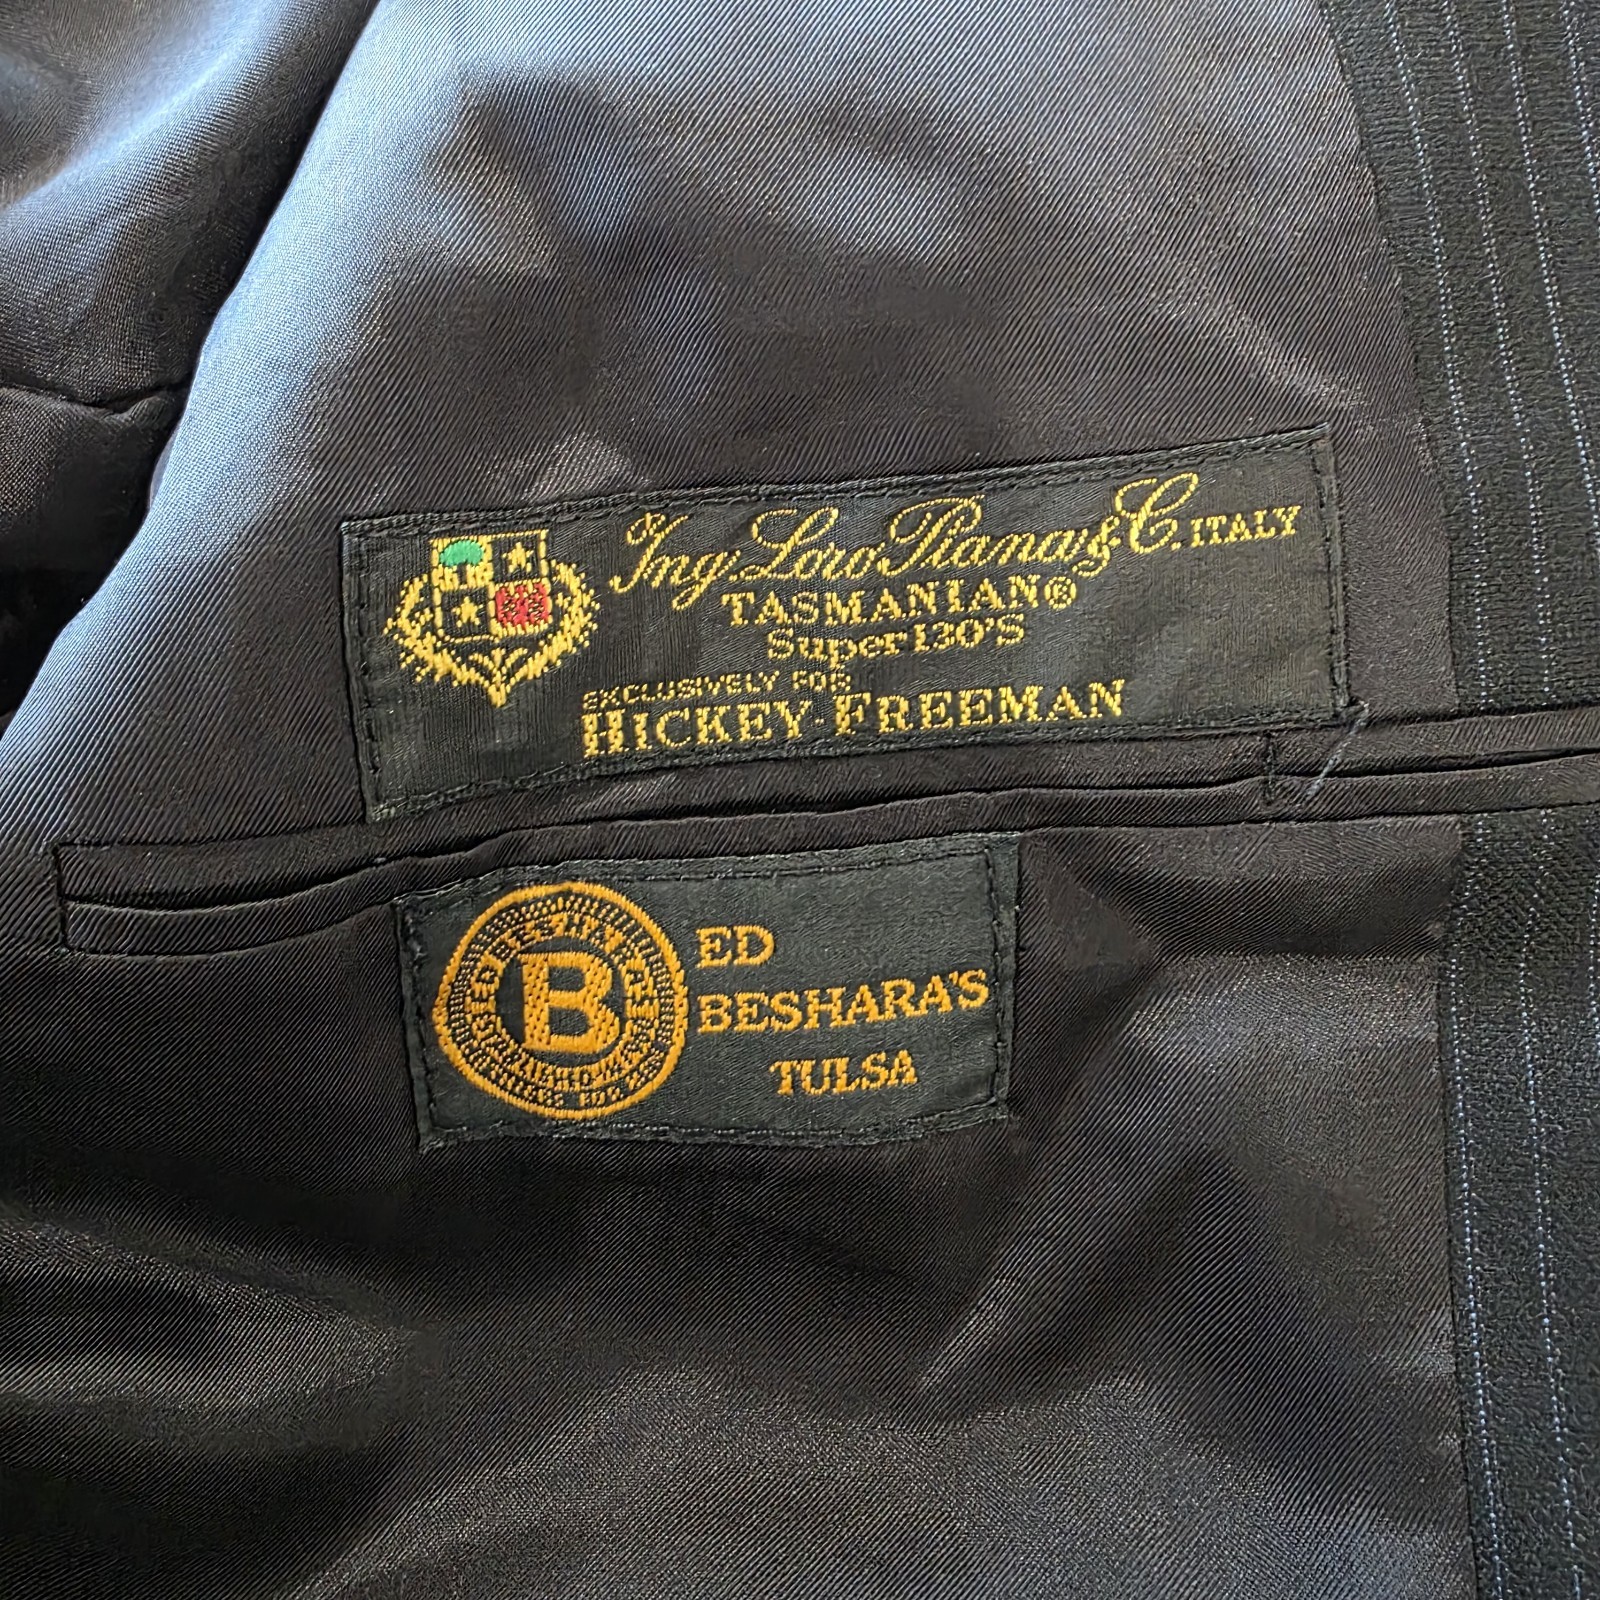 Ing. Loro Piana & C. ITALY
TASMANIAN®
Super 130'S
EXCLUSIVELY FOR
HICKEY-FREEMAN
B
ED
BESHARA'S
TULSA